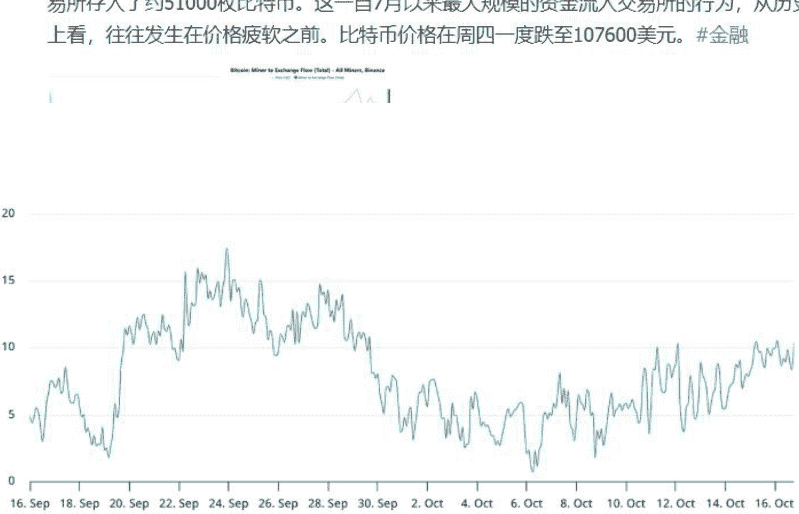 易所存入了约51000枚比特币。这一自7月以来最大规模的资金流入交易所的行为，从历史
上看，往往发生在价格疲软之前。比特币价格在周四一度跌至107600美元。#金融
Bitcoin: Miner to Exchange Flow (Total) - All Miners, Binance
20
15
10
5
0
16. Sep 18. Sep 20. Sep 22. Sep 24. Sep 26. Sep 28. Sep 30. Sep 2. Oct 4. Oct 6. Oct 8. Oct 10. Oct 12. Oct 14. Oct 16. Oct